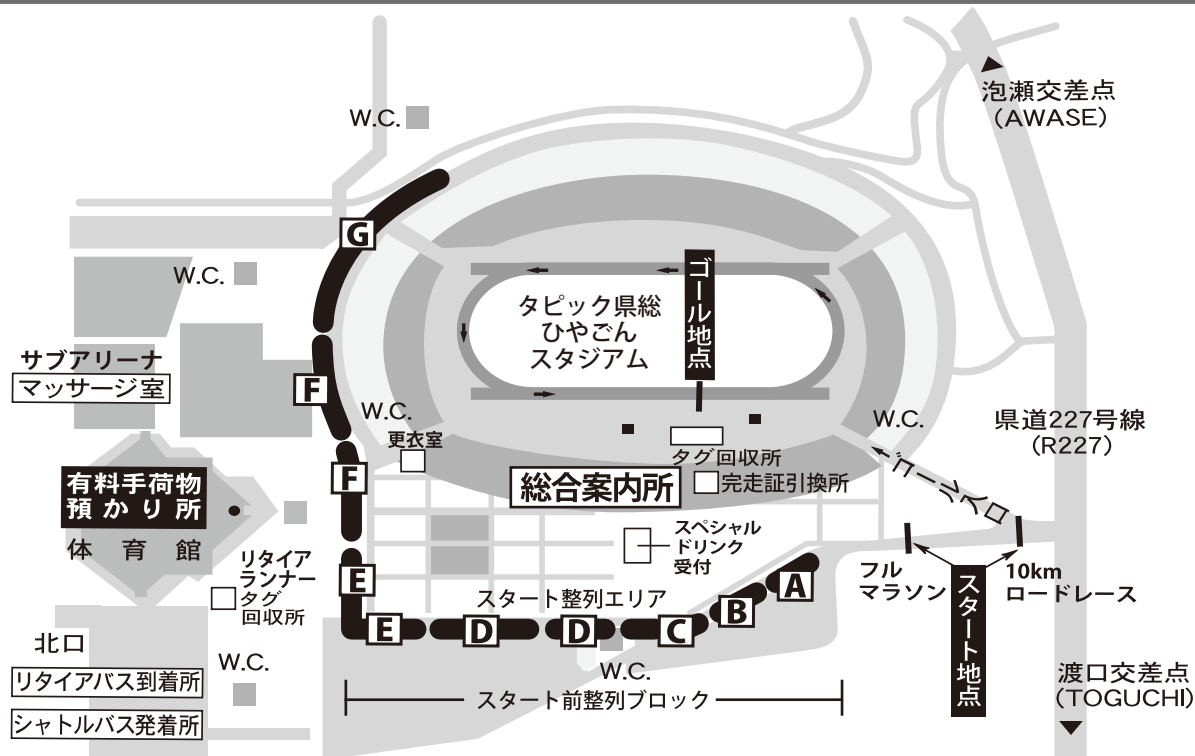 W.C.
泡瀬交差点
(AWASE)
G
W.C.
ゴール地点
タピック県総
ひやごん
スタジアム
サブアリーナ
マッサージ室
F
W.C.
更衣室
W.C.
県道227号線
(R227)
タグ回収所
完走証引換所
総合案内所
F
ゴール入口
有料手荷物
預かり所
体育館
スペシャル
ドリンク
受付
リタイア
ランナー
タグ
回収所
E
スタート整列エリア
A
B
C
D
D
E
フル
マラソン
10km
ロードレース
スタート地点
北口
リタイアバス到着所
シャトルバス発着所
W.C.
W.C.
スタート前整列ブロック
渡口交差点
(TOGUCHI)